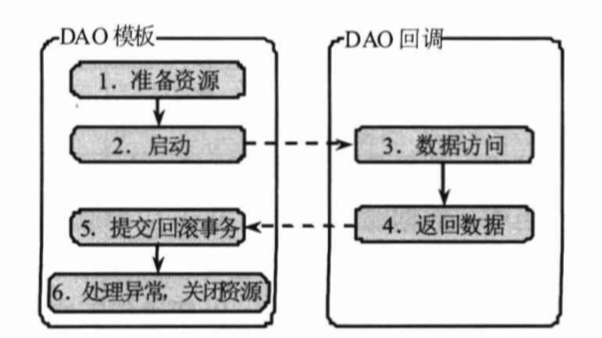 DAO 模板
1. 准备资源
2. 启动
5. 提交/回滚事务
6. 处理异常,关闭资源
DAO 回调
3. 数据访问
4. 返回数据